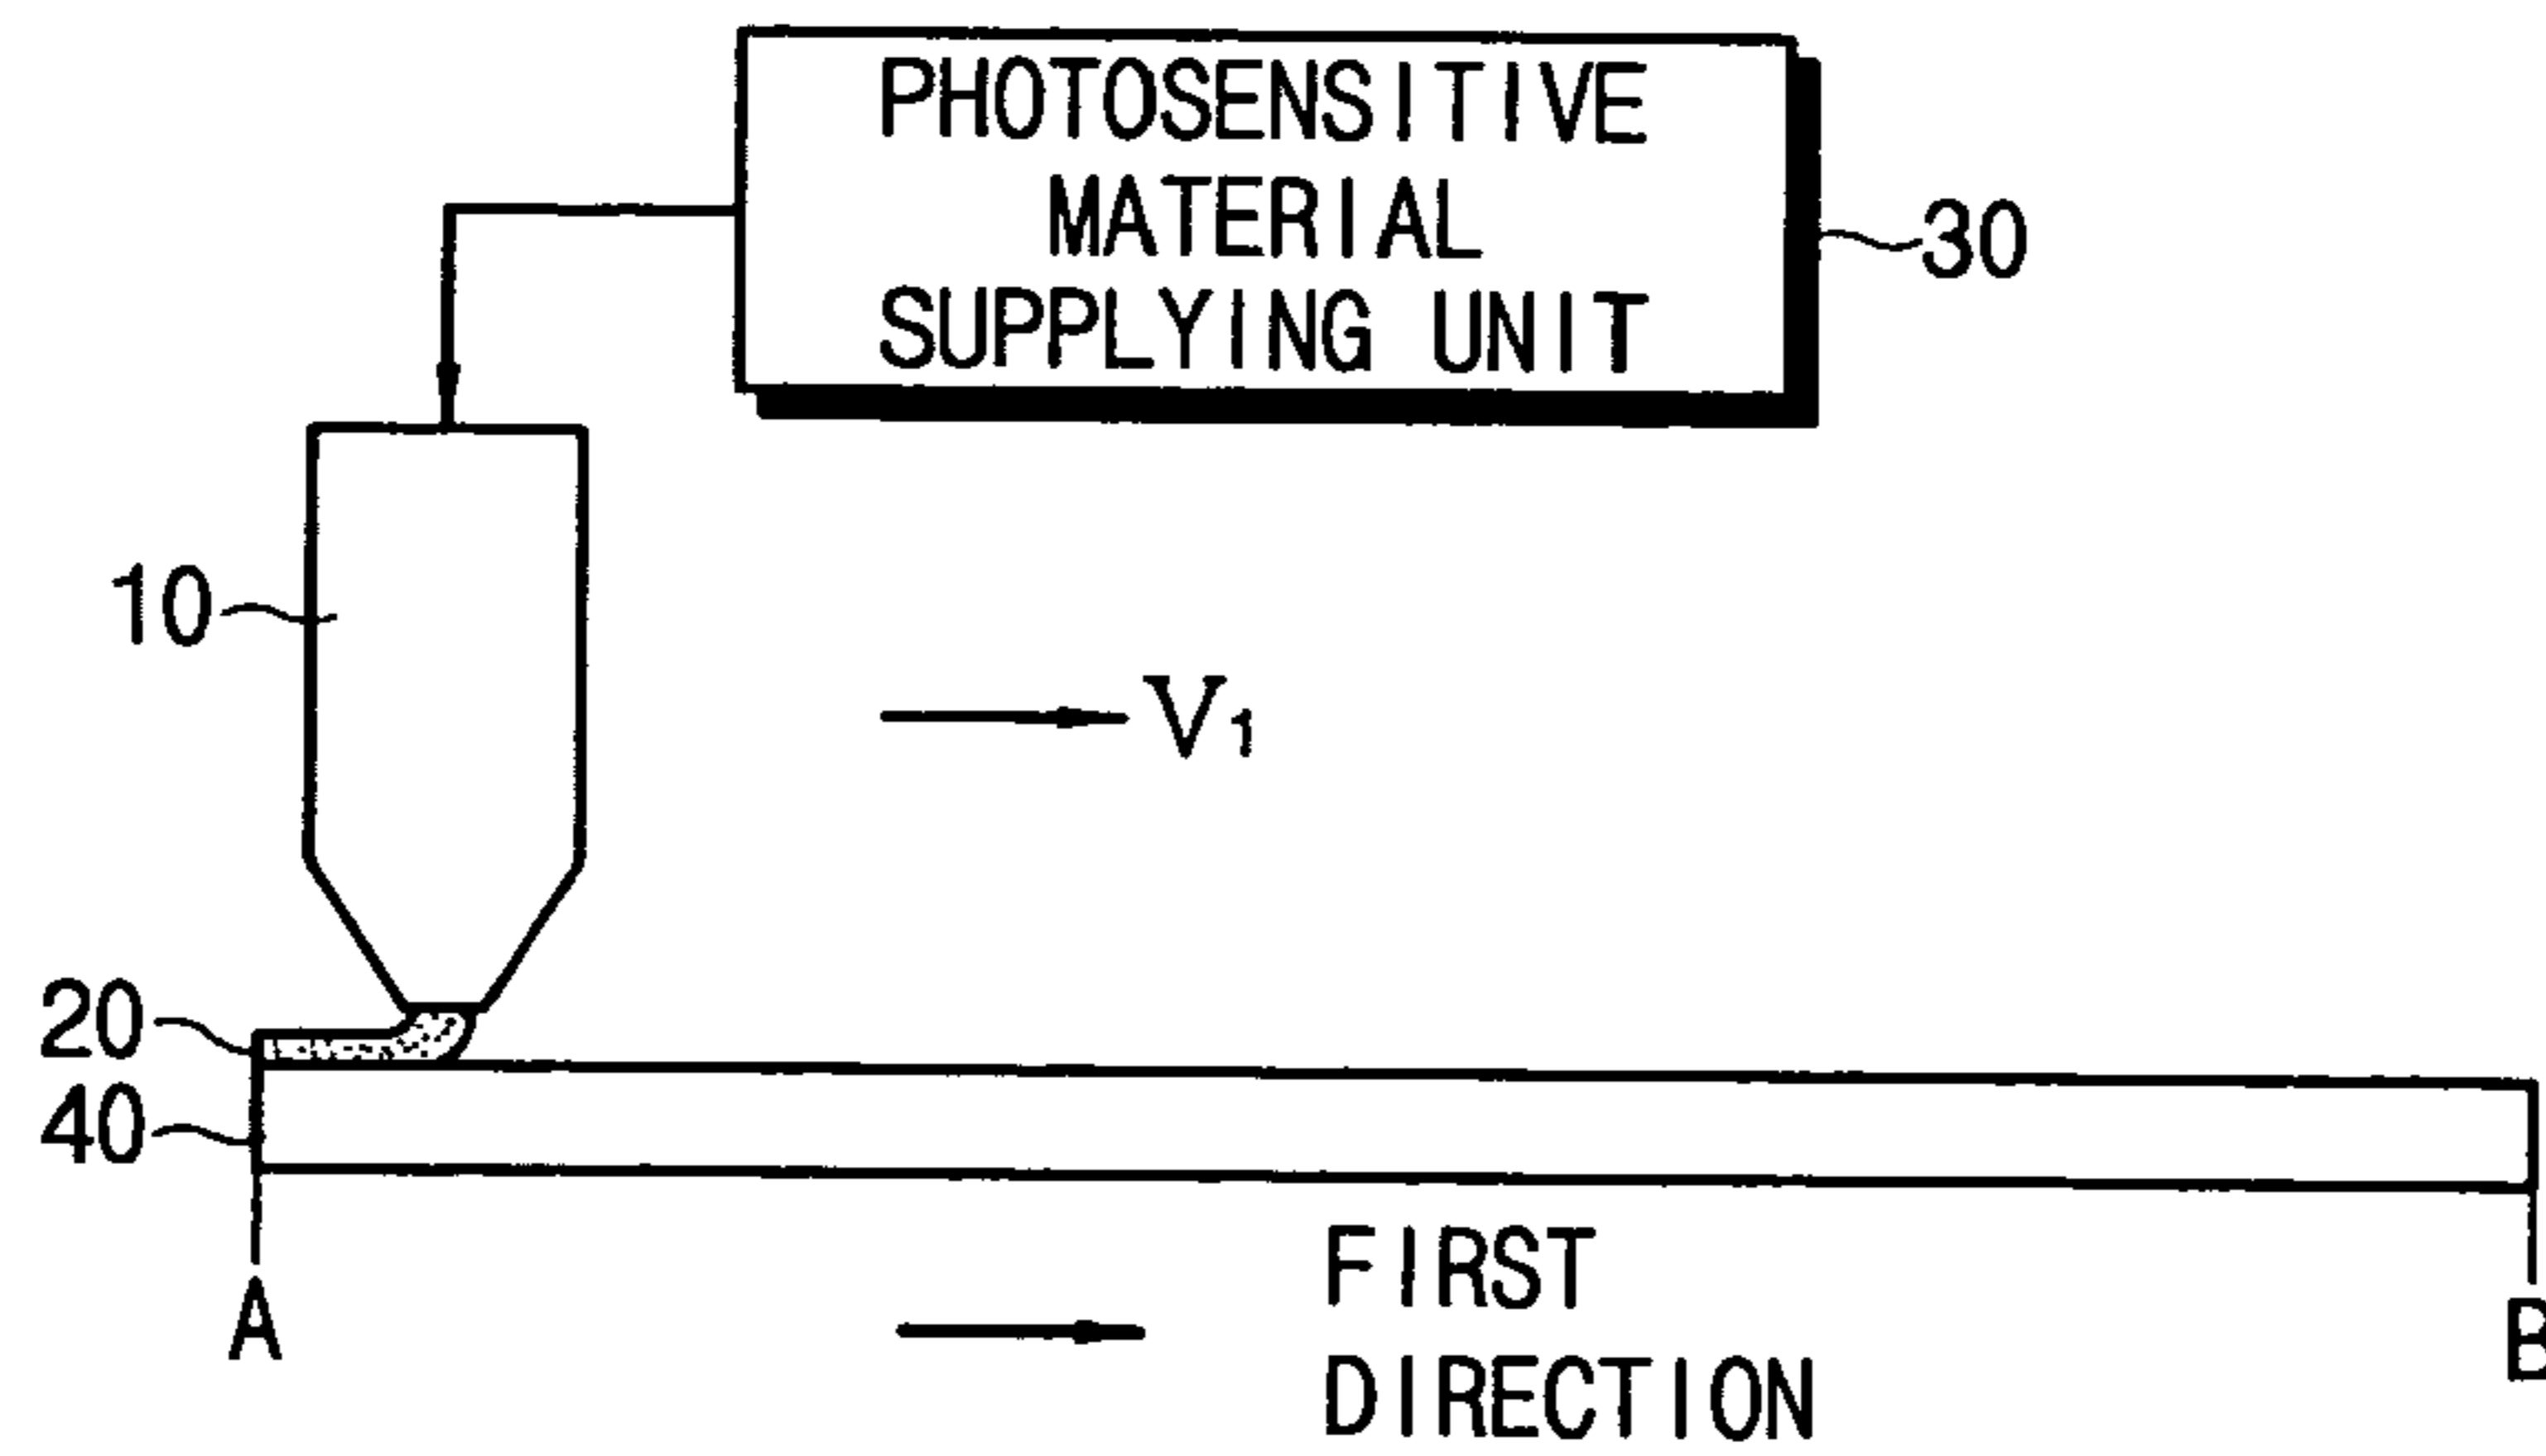 PHOTOSENSITIVE
MATERIAL
SUPPLYING UNIT
30
10
V₁
20
40
A
FIRST
DIRECTION
B